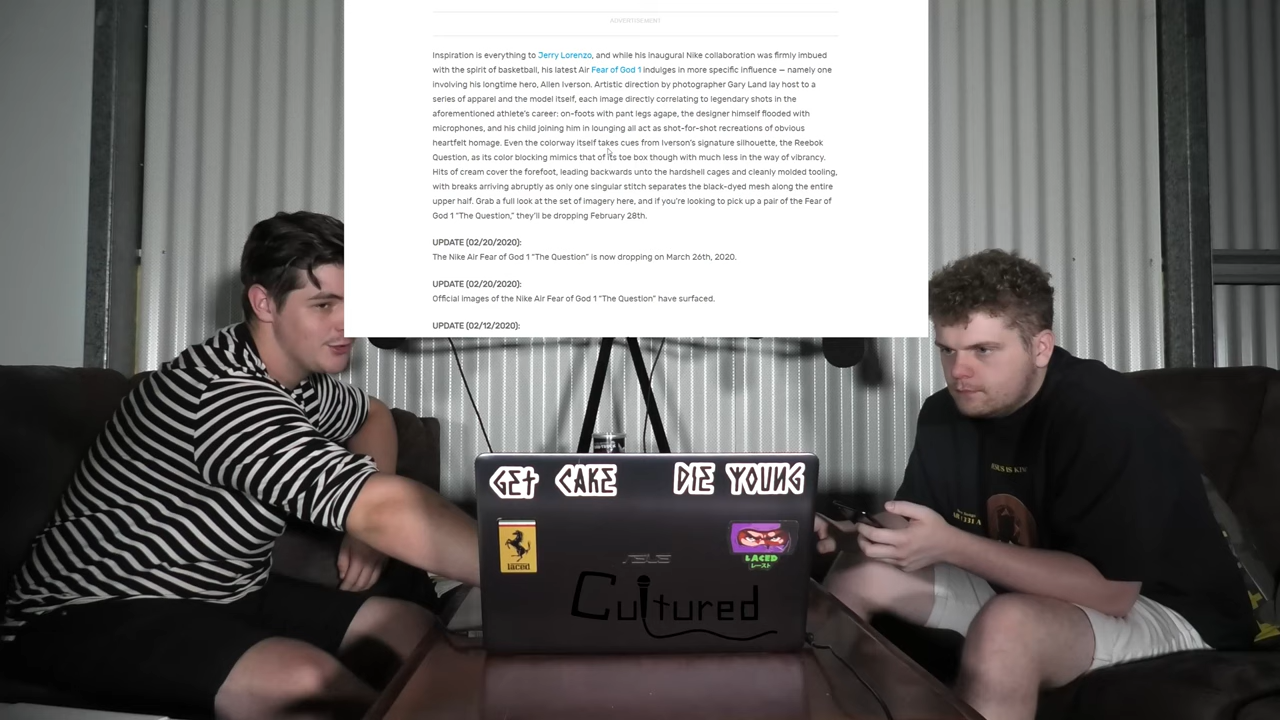 ADVERTISEMENT
Inspiration is everything to Jerry Lorenzo, and while his inaugural Nike collaboration was firmly imbued
with the spirit of basketball, his latest Air Fear of God 1 indulges in more specific influence — namely one
involving his longtime hero, Allen Iverson. Artistic direction by photographer Gary Land lay host to a
series of apparel and the model itself, each image directly correlating to legendary shots in the
aforementioned athlete's career: on-foots with pant legs agape, the designer himself flooded with
microphones, and his child joining him in lounging all act as shot-for-shot recreations of obvious
heartfelt homage. Even the colorway itself takes cues from Iverson's signature silhouette, the Reebok
Question, as its color blocking mimics that of its toe box though with much less in the way of vibrancy.
Hits of cream cover the forefoot, leading backwards unto the hardshell cages and cleanly molded tooling,
with breaks arriving abruptly as only one singular stitch separates the black-dyed mesh along the entire
upper half. Grab a full look at the set of imagery here, and if you're looking to pick up a pair of the Fear of
God 1 "The Question," they'll be dropping February 28th.
UPDATE (02/20/2020):
The Nike Air Fear of God 1 "The Question" is now dropping on March 26th, 2020.
UPDATE (02/20/2020):
Official images of the Nike Air Fear of God 1 "The Question" have surfaced.
UPDATE (02/12/2020):
JESUS IS KING
GET CAKE DIE YOUNG
laced
LACED
レースト
ASUS
Cultured